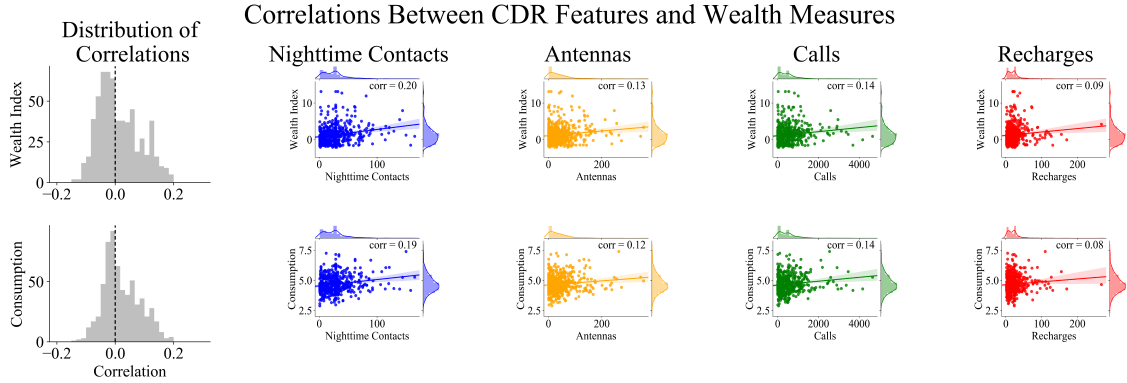 Correlations Between CDR Features and Wealth Measures
Distribution of
Correlations
Nighttime Contacts
Antennas
Calls
Recharges
Wealth Index
50
25
0
−0.2
0.0
0.2
corr = 0.20
Wealth Index
10
0
0
100
Nighttime Contacts
corr = 0.13
Wealth Index
10
0
0
200
Antennas
corr = 0.14
Wealth Index
10
0
0
2000
4000
Calls
corr = 0.09
Wealth Index
10
0
0
100
200
Recharges
Consumption
50
0
−0.2
0.0
0.2
Correlation
corr = 0.19
Consumption
7.5
5.0
2.5
0
100
Nighttime Contacts
corr = 0.12
Consumption
7.5
5.0
2.5
0
200
Antennas
corr = 0.14
Consumption
7.5
5.0
2.5
0
2000
4000
Calls
corr = 0.08
Consumption
7.5
5.0
2.5
0
100
200
Recharges